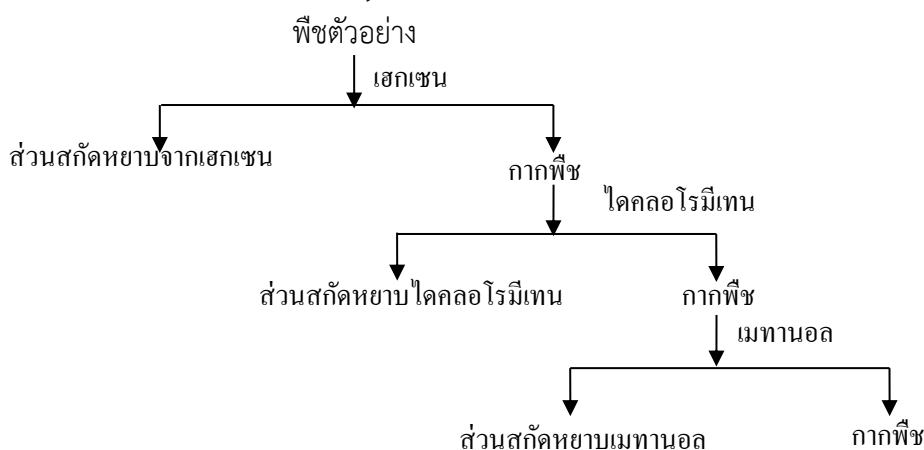 พืชตัวอย่าง
เฮกเซน
ส่วนสกัดหยาบจากเฮกเซน
กากพืช
ไดคลอโรมีเทน
ส่วนสกัดหยาบไดคลอโรมีเทน
กากพืช
เมทานอล
ส่วนสกัดหยาบเมทานอล
กากพืช